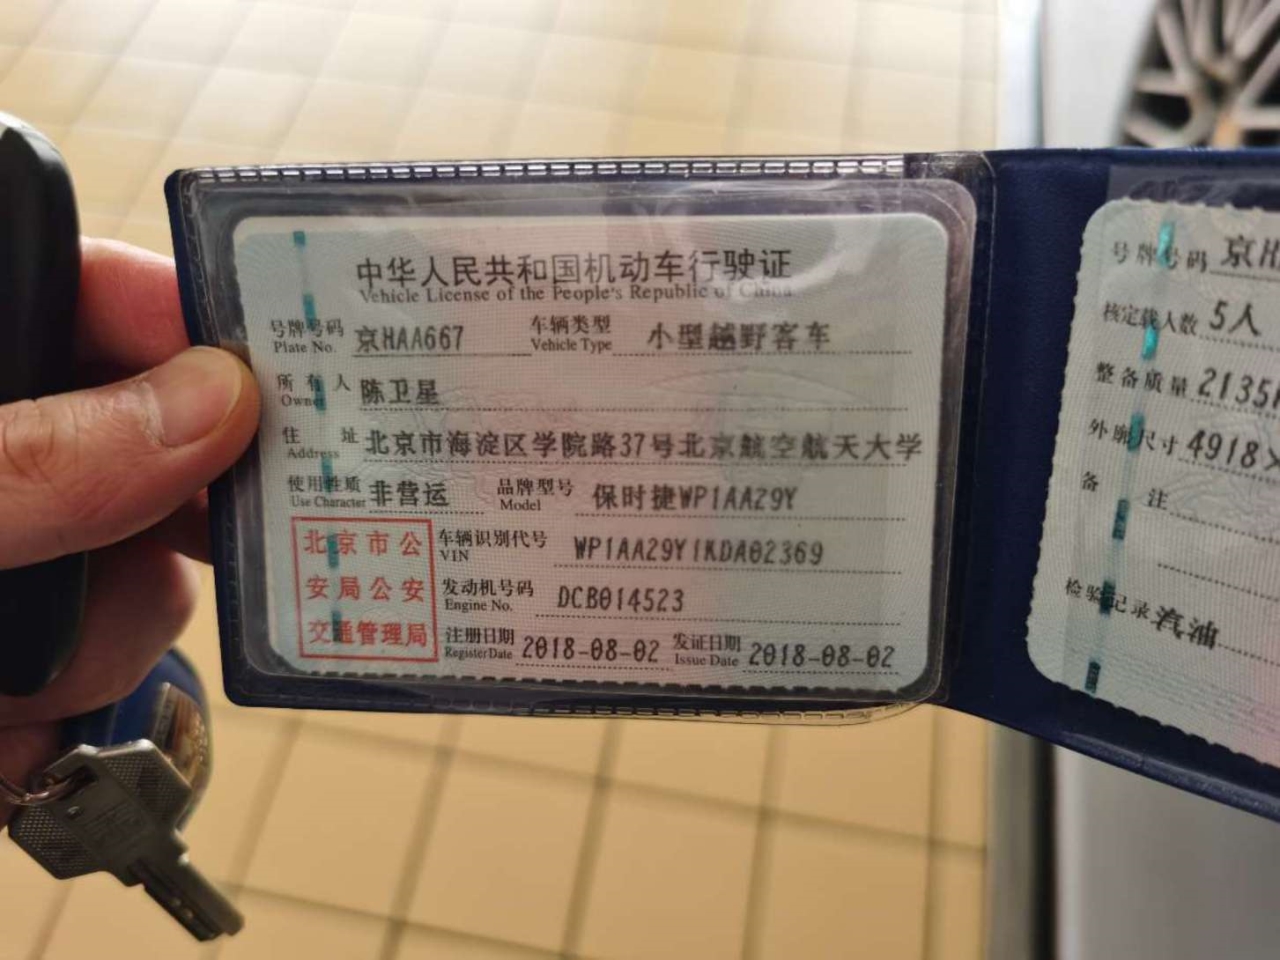 中华人民共和国机动车行驶证
Vehicle License of the People's Republic of China
号牌号码 Plate No. 京HAA667 车辆类型 Vehicle Type 小型越野客车
所有人 Owner 陈卫星
住址 Address 北京市海淀区学院路37号北京航空航天大学
使用性质 Use Character 非营运 品牌型号 Model 保时捷WP1AA29Y
北京市公安局公安交通管理局
车辆识别代号 VIN WP1AA29Y1KDA02369
发动机号码 Engine No. DCB014523
注册日期 Register Date 2018-08-02 发证日期 Issue Date 2018-08-02
号牌号码 京H
核定载人数 5人
整备质量 2135
外廓尺寸 4918×
备注
检验记录 汽油